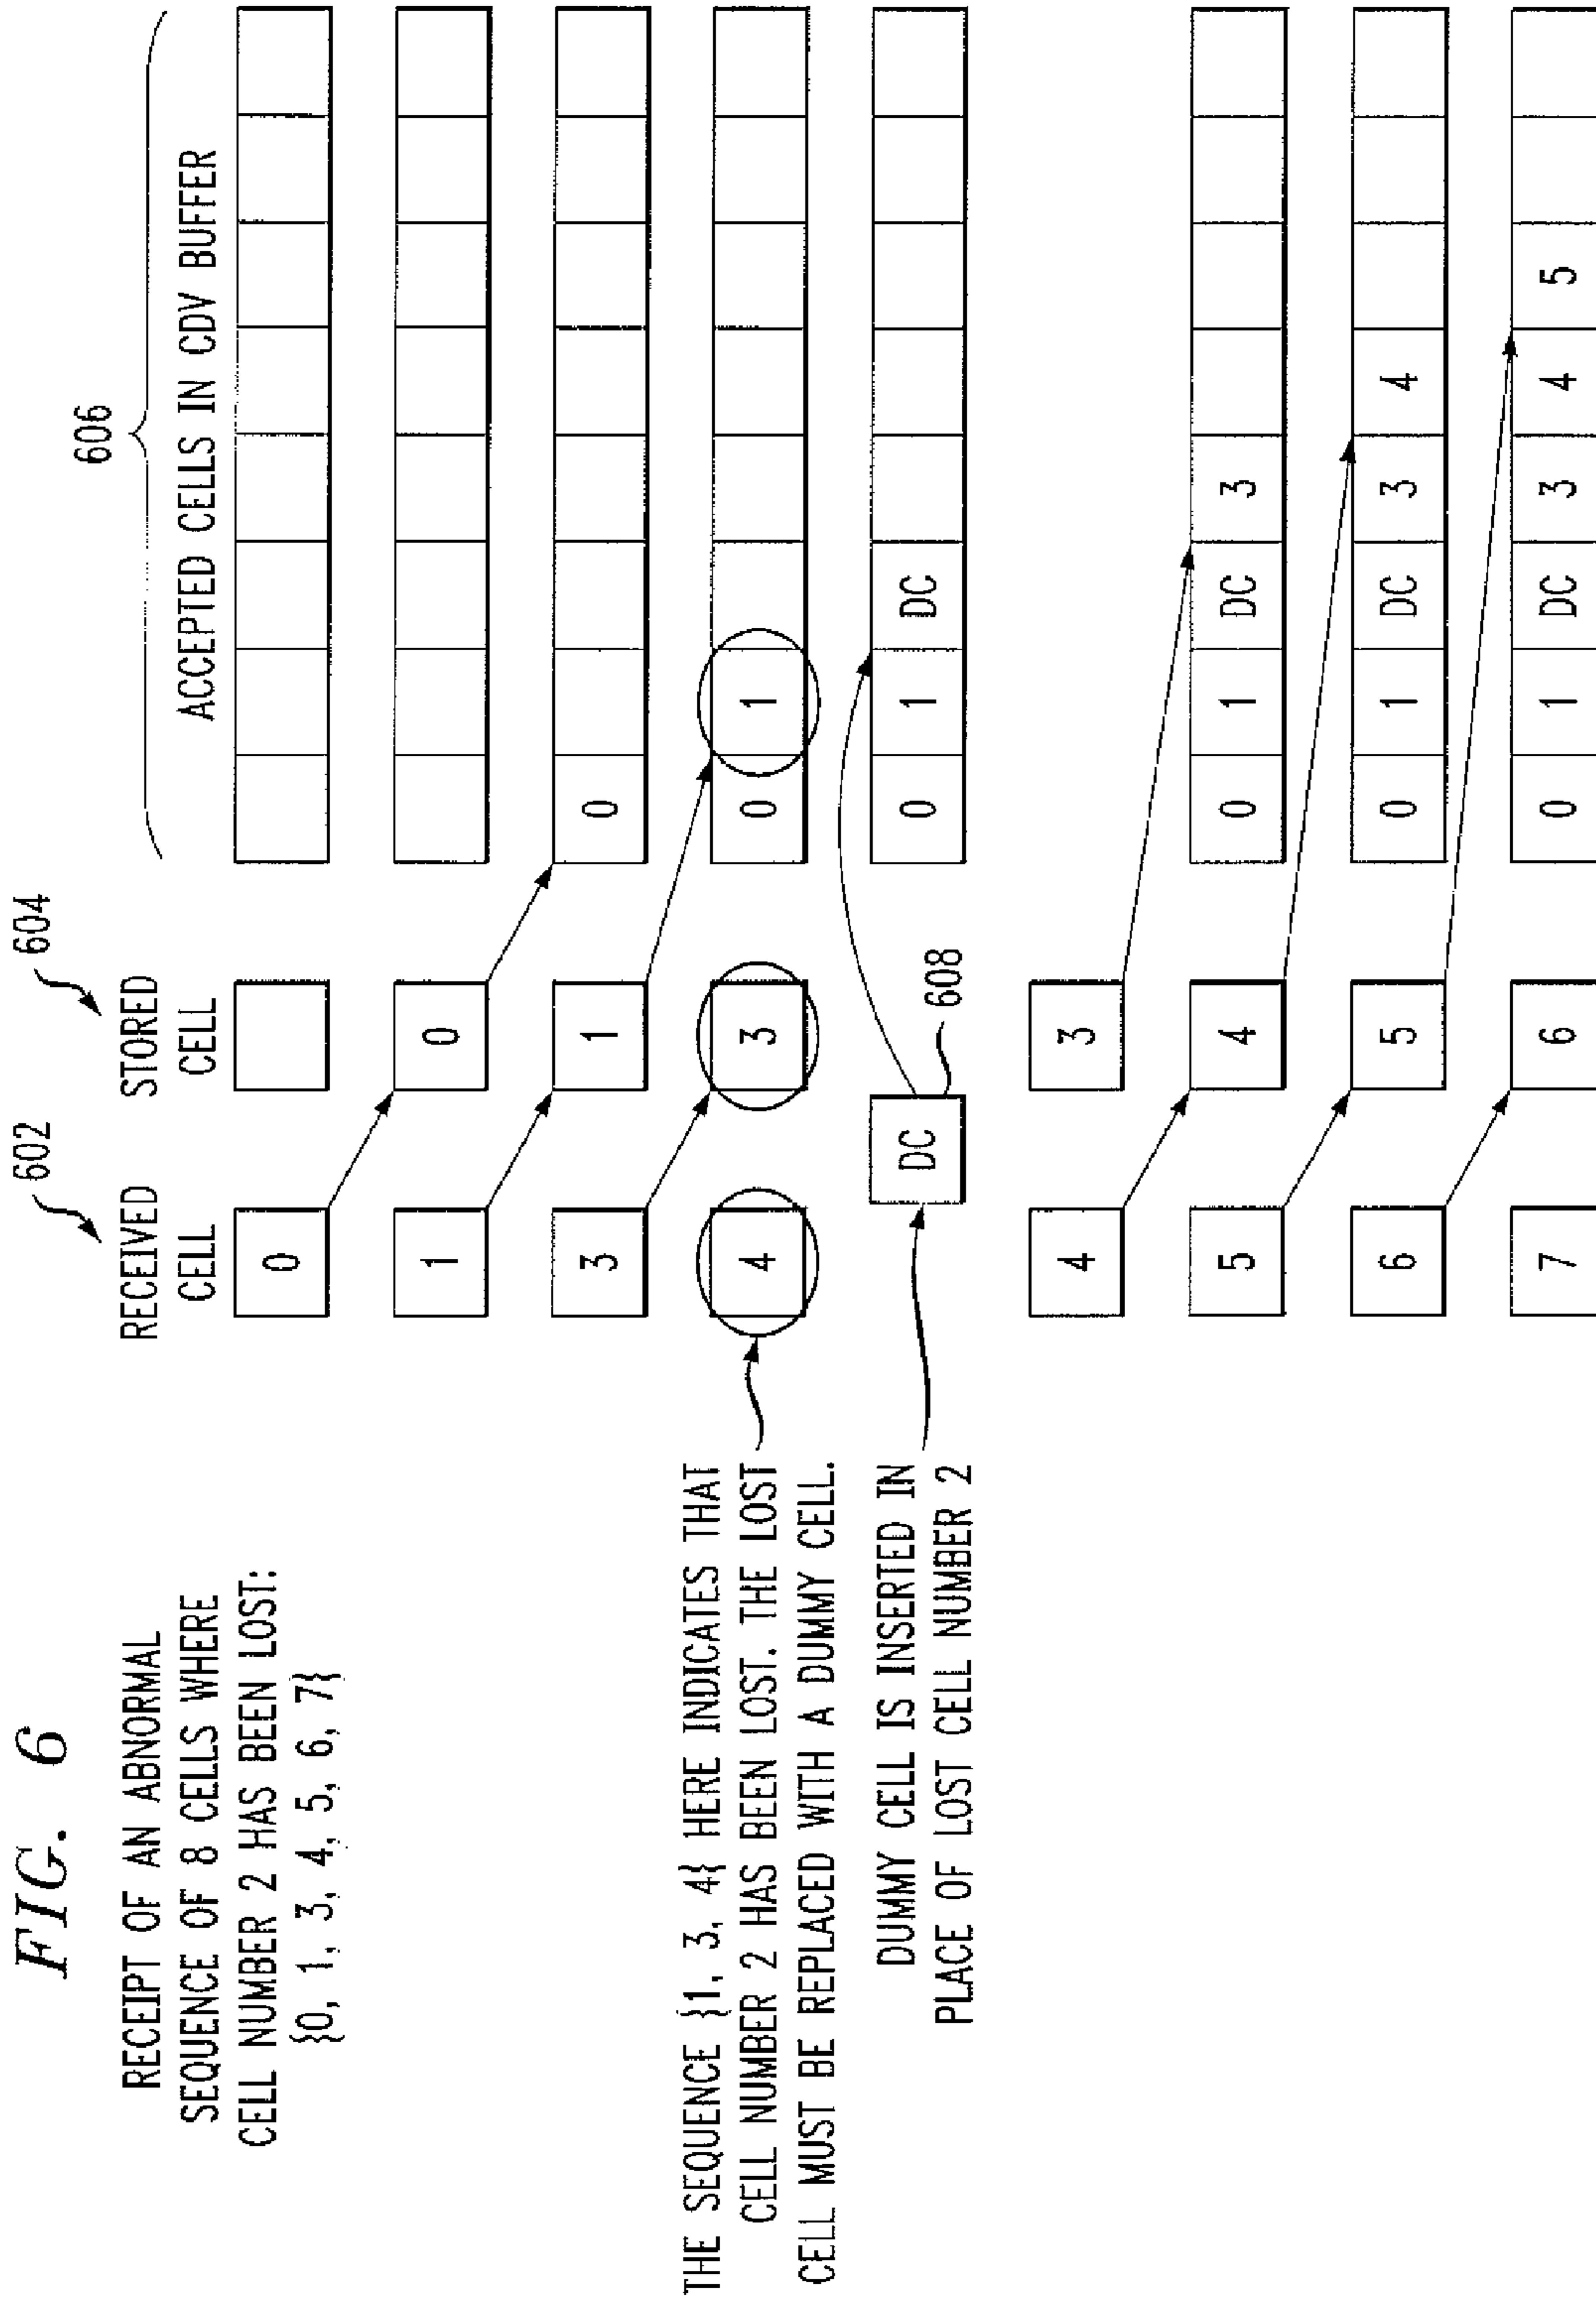 FIG. 6
RECEIPT OF AN ABNORMAL
SEQUENCE OF 8 CELLS WHERE
CELL NUMBER 2 HAS BEEN LOST:
{0, 1, 3, 4, 5, 6, 7}
602
604
606
RECEIVED
CELL
STORED
CELL
ACCEPTED CELLS IN CDV BUFFER
0
1 0
3 1 0
THE SEQUENCE {1, 3, 4} HERE INDICATES THAT
CELL NUMBER 2 HAS BEEN LOST. THE LOST
CELL MUST BE REPLACED WITH A DUMMY CELL.
4 3 0 1
DUMMY CELL IS INSERTED IN
PLACE OF LOST CELL NUMBER 2
DC 0 1 DC
608
4 3 0 1 DC 3
5 4 0 1 DC 3 4
6 5 0 1 DC 3 4 5
7 6